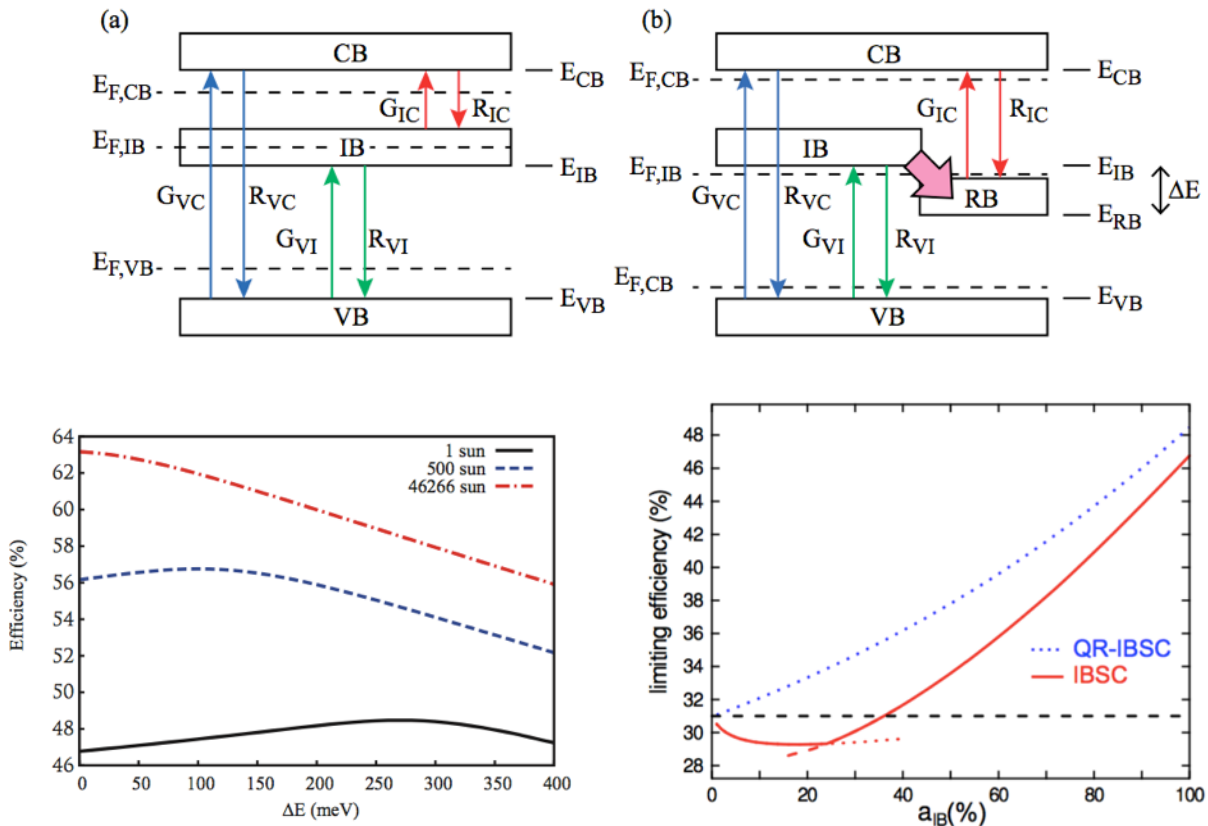 (a)
CB
E_CB
E_F,CB
G_IC
R_IC
E_F,IB
IB
E_IB
G_VC
R_VC
G_VI
R_VI
E_F,VB
VB
E_VB
(b)
CB
E_CB
E_F,CB
G_IC
R_IC
IB
E_IB
E_F,IB
RB
ΔE
E_RB
G_VC
R_VC
G_VI
R_VI
E_F,CB
VB
E_VB
Efficiency (%)
64
62
60
58
56
54
52
50
48
46
1 sun
500 sun
46266 sun
0 50 100 150 200 250 300 350 400
ΔE (meV)
limiting efficiency (%)
48
46
44
42
40
38
36
34
32
30
28
QR-IBSC
IBSC
0 20 40 60 80 100
a_IB(%)